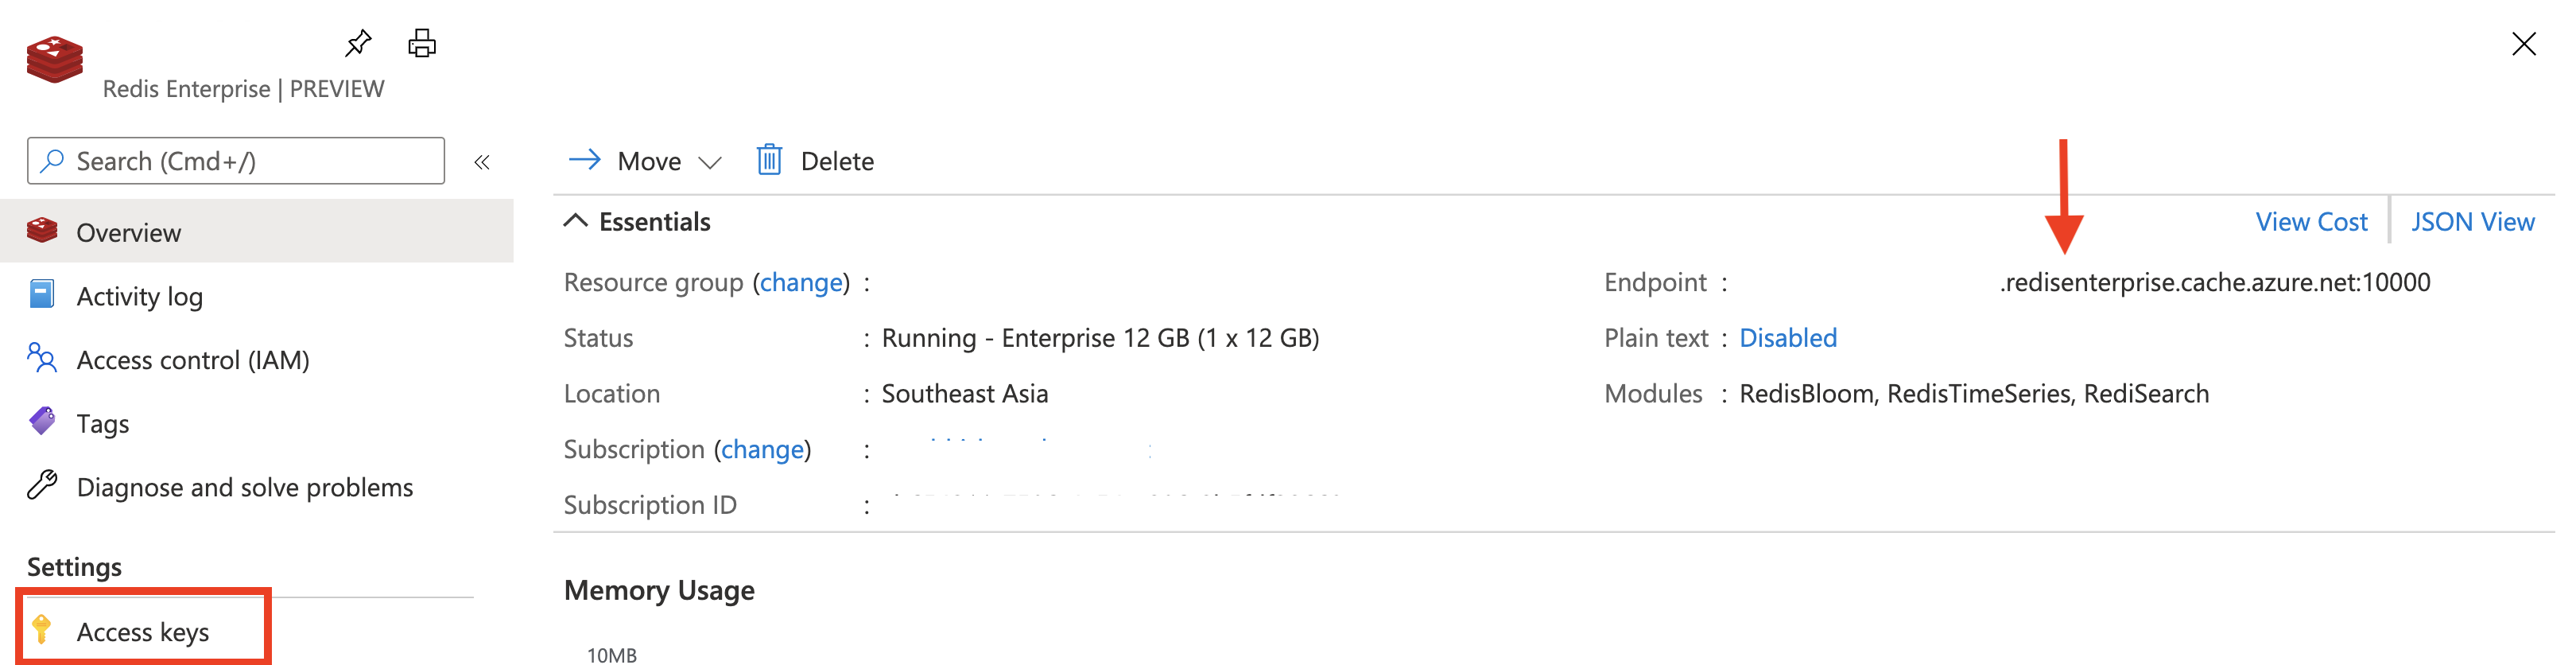 Redis Enterprise | PREVIEW
Search (Cmd+/)
«
Overview
Activity log
Access control (IAM)
Tags
Diagnose and solve problems
Settings
Access keys
Move
Delete
Essentials
View Cost
JSON View
Resource group (change) :
Status : Running - Enterprise 12 GB (1 x 12 GB)
Location : Southeast Asia
Subscription (change) :
Subscription ID :
Endpoint : .redisenterprise.cache.azure.net:10000
Plain text : Disabled
Modules : RedisBloom, RedisTimeSeries, RediSearch
Memory Usage
10MB